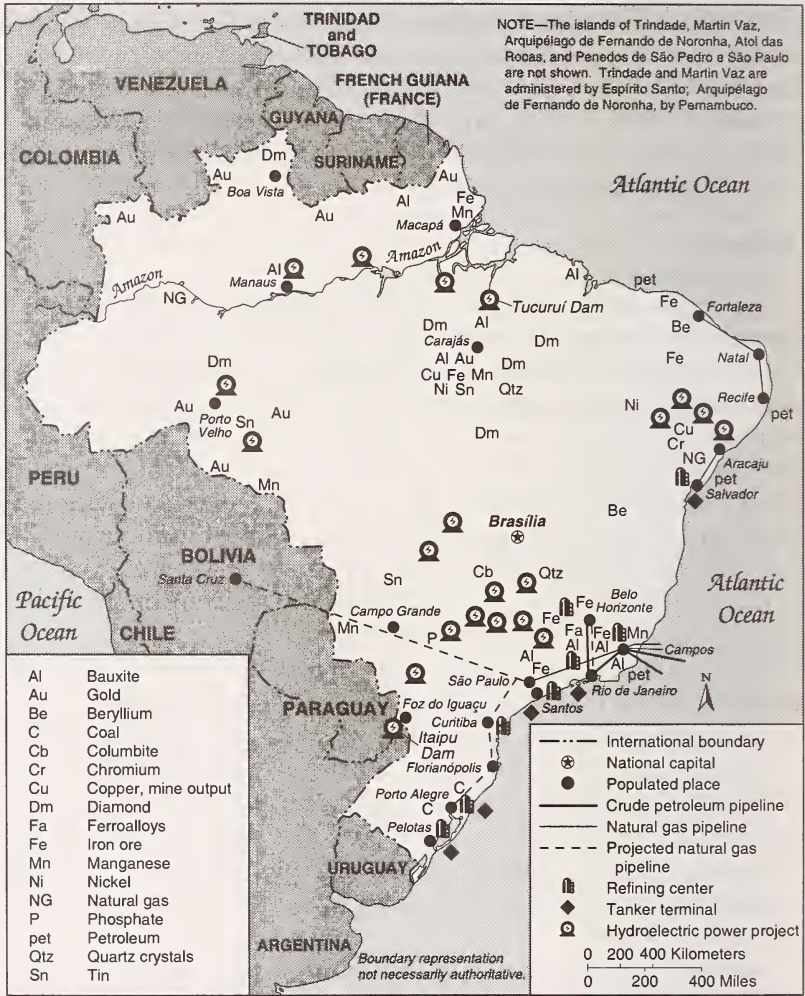 TRINIDAD
and
TOBAGO
NOTE—The islands of Trindade, Martin Vaz,
Arquipélago de Fernando de Noronha, Atol das
Rocas, and Penedos de São Pedro e São Paulo
are not shown. Trindade and Martin Vaz are
administered by Espírito Santo; Arquipélago
de Fernando de Noronha, by Pernambuco.
VENEZUELA
FRENCH GUIANA
(FRANCE)
GUYANA
COLOMBIA
SURINAME
Dm
Au
Boa Vista
Au
Al
Au
Au
Au
Fe
Mn
Macapá
Atlantic Ocean
Amazon
Al
Manaus
Amazon
NG
Al
pet
Tucuruí Dam
Fe
Fortaleza
Be
Dm
Al
Carajás
Dm
Al Au
Dm
Cu Fe Mn
Ni Sn
Qtz
Fe
Natal
Dm
Au
Porto
Velho
Sn
Au
Ni
Recife
pet
Cu
Cr
NG
Aracaju
pet
Salvador
Dm
Au
Mn
PERU
Be
Brasília
BOLIVIA
Santa Cruz
Sn
Cb
Qtz
Pacific
Ocean
CHILE
Atlantic
Ocean
Mn
Campo Grande
P
Fe
Fe
Belo
Horizonte
Fa
Fe
Mn
Al
Al
Campos
Al
Al
Fe
pet
São Paulo
Rio de Janeiro
N
Santos
PARAGUAY
Foz do Iguaçu
Curitiba
Itaipu
Dam
Florianópolis
Porto Alegre
C
C
Pelotas
URUGUAY
ARGENTINA
Boundary representation
not necessarily authoritative.
Al Bauxite
Au Gold
Be Beryllium
C Coal
Cb Columbite
Cr Chromium
Cu Copper, mine output
Dm Diamond
Fa Ferroalloys
Fe Iron ore
Mn Manganese
Ni Nickel
NG Natural gas
P Phosphate
pet Petroleum
Qtz Quartz crystals
Sn Tin
International boundary
National capital
Populated place
Crude petroleum pipeline
Natural gas pipeline
Projected natural gas
pipeline
Refining center
Tanker terminal
Hydroelectric power project
0 200 400 Kilometers
0 200 400 Miles